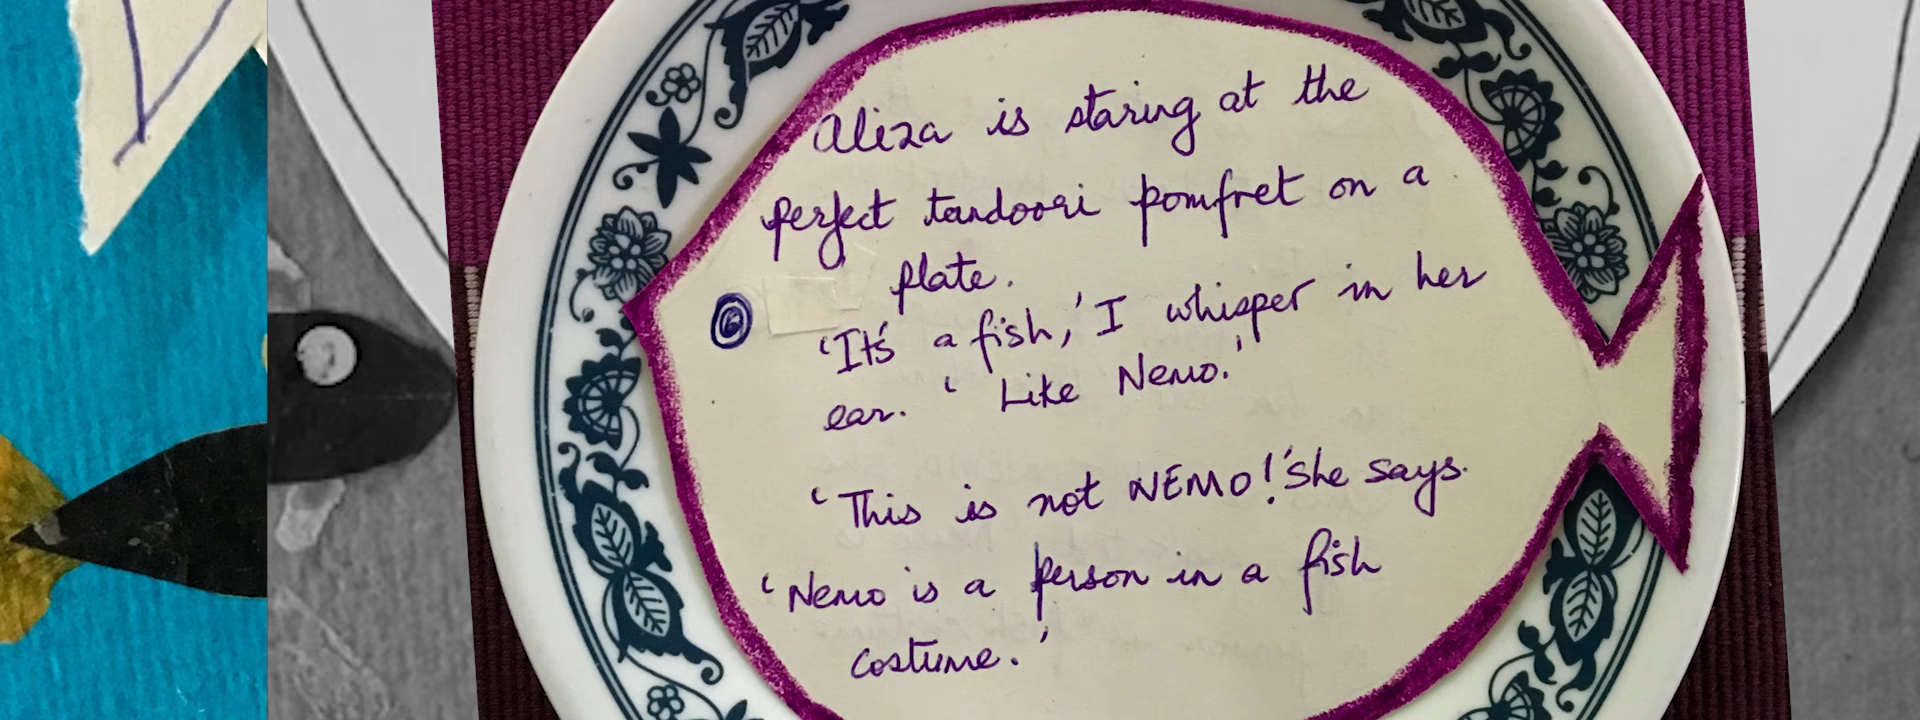 Aliza is staring at the
perfect tandoori pomfret on a
plate.
'It's a fish,' I whisper in her
ear. 'Like Nemo.'
'This is not NEMO!' She says.
'Nemo is a person in a fish
costume.'